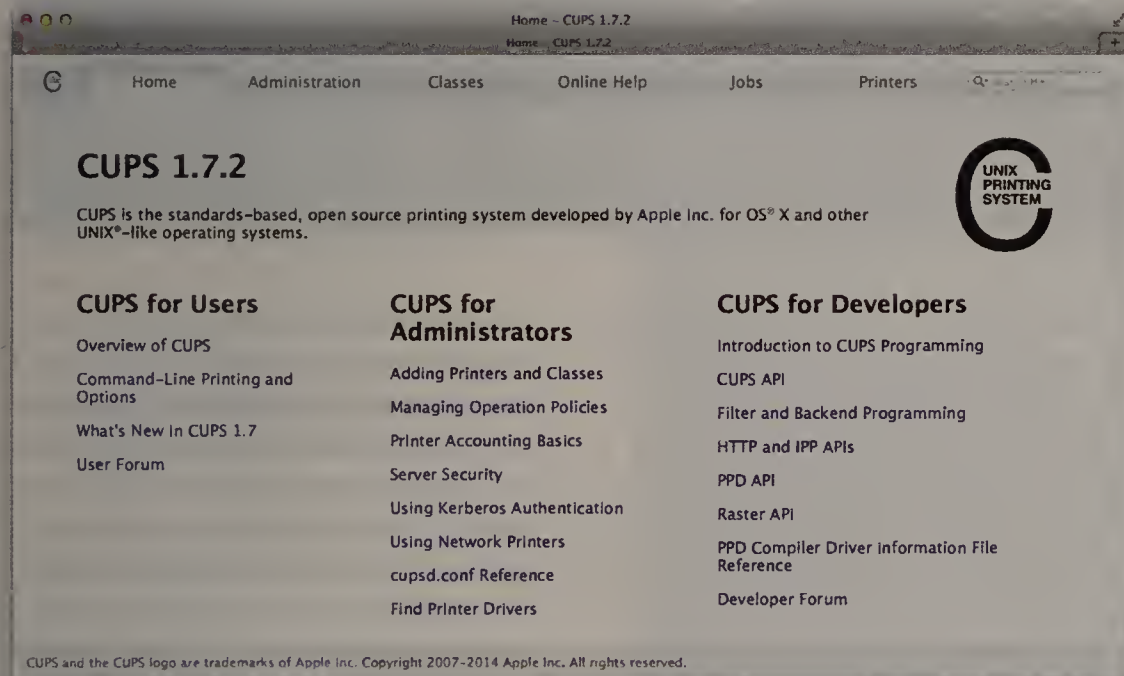 Home - CUPS 1.7.2
Home CUPS 1.7.2
+
C Home Administration Classes Online Help Jobs Printers
CUPS 1.7.2
UNIX
PRINTING
SYSTEM
CUPS is the standards-based, open source printing system developed by Apple Inc. for OS® X and other
UNIX®-like operating systems.
CUPS for Users
Overview of CUPS
Command-Line Printing and
Options
What's New in CUPS 1.7
User Forum
CUPS for
Administrators
Adding Printers and Classes
Managing Operation Policies
Printer Accounting Basics
Server Security
Using Kerberos Authentication
Using Network Printers
cupsd.conf Reference
Find Printer Drivers
CUPS for Developers
Introduction to CUPS Programming
CUPS API
Filter and Backend Programming
HTTP and IPP APIs
PPD API
Raster API
PPD Compiler Driver Information File
Reference
Developer Forum
CUPS and the CUPS logo are trademarks of Apple Inc. Copyright 2007-2014 Apple Inc. All rights reserved.